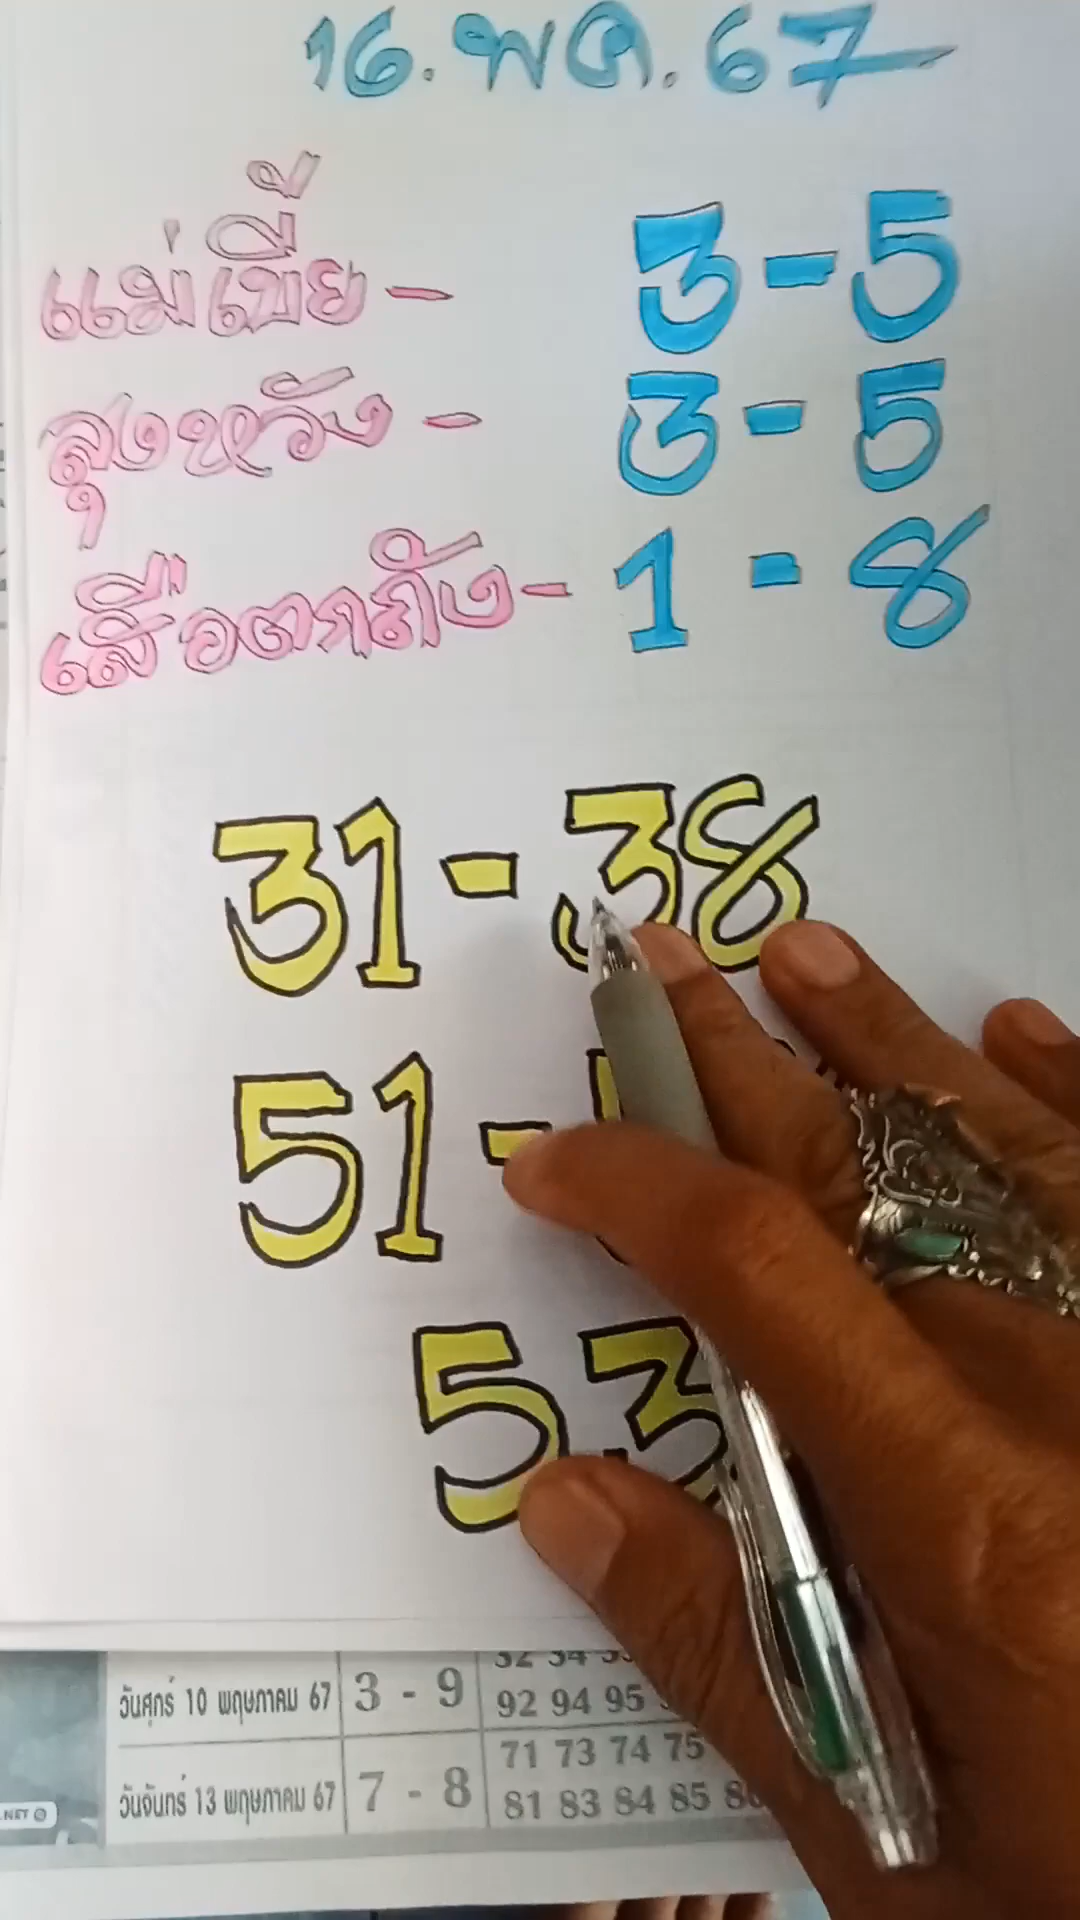 16.พค.67
แม่เขี้ย - 3-5
ลุงหวัง - 3-5
เสือตกถัง - 1-8
31-38
51-
53
วันศุกร์ 10 พฤษภาคม 67 3 - 9
92 94 95
71 73 74 75
วันจันทร์ 13 พฤษภาคม 67 7 - 8
81 83 84 85
.NET